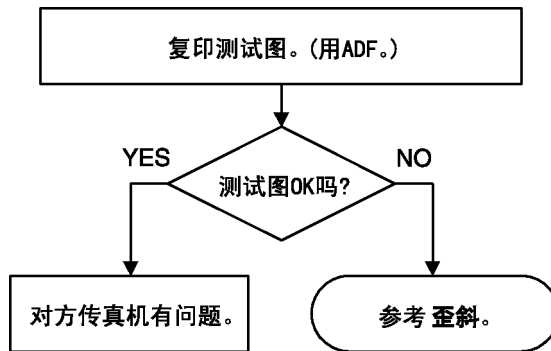 复印测试图。(用ADF。)
YES
NO
测试图OK吗?
对方传真机有问题。
参考 歪斜。